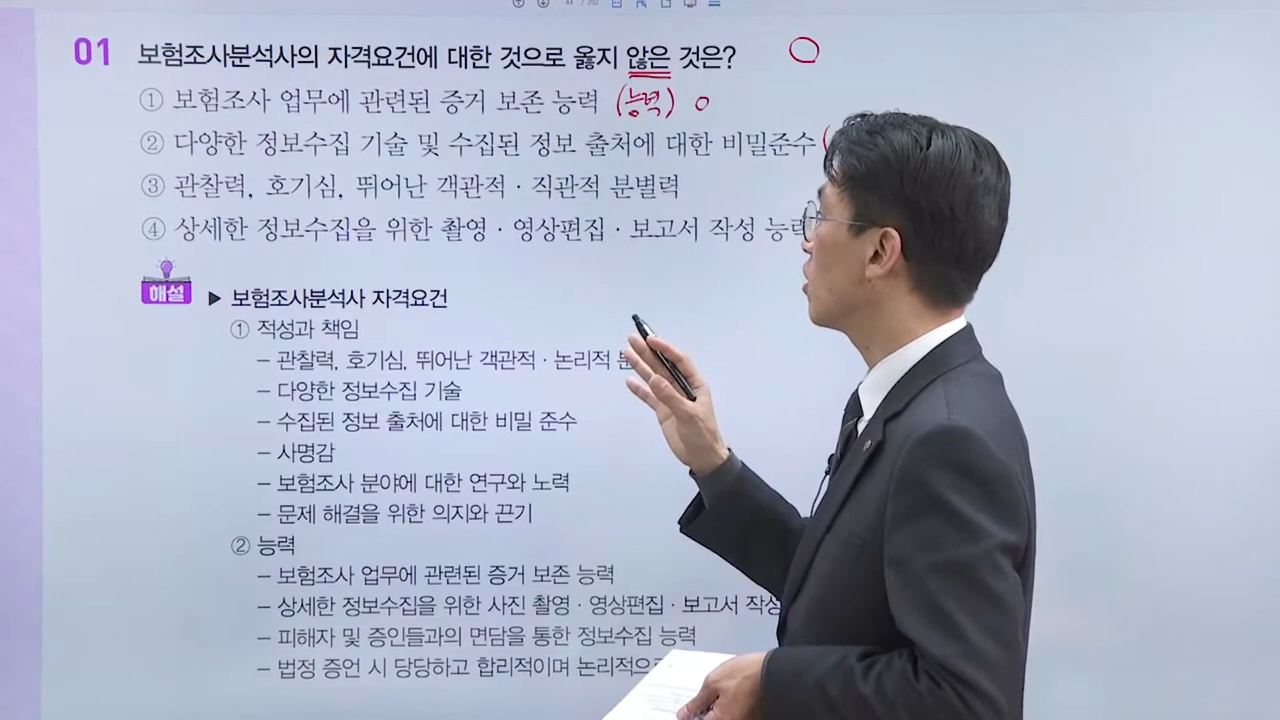 01 보험조사분석사의 자격요건에 대한 것으로 옳지 않은 것은?
① 보험조사 업무에 관련된 증거 보존 능력 (능력) ○
② 다양한 정보수집 기술 및 수집된 정보 출처에 대한 비밀준수 (
③ 관찰력, 호기심, 뛰어난 객관적 · 직관적 분별력
④ 상세한 정보수집을 위한 촬영 · 영상편집 · 보고서 작성 능력
해설 ▶ 보험조사분석사 자격요건
① 적성과 책임
– 관찰력, 호기심, 뛰어난 객관적 · 논리적
– 다양한 정보수집 기술
– 수집된 정보 출처에 대한 비밀 준수
– 사명감
– 보험조사 분야에 대한 연구와 노력
– 문제 해결을 위한 의지와 끈기
② 능력
– 보험조사 업무에 관련된 증거 보존 능력
– 상세한 정보수집을 위한 사진 촬영 · 영상편집 · 보고서 작성
– 피해자 및 증인들과의 면담을 통한 정보수집 능력
– 법정 증언 시 당당하고 합리적이며 논리적으